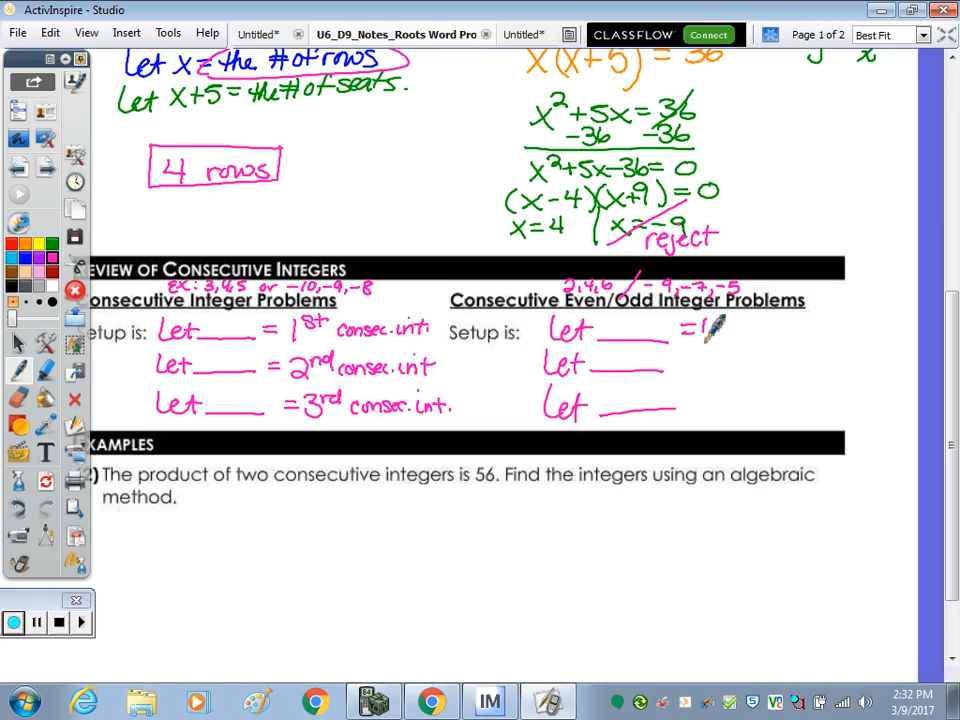 ActivInspire - Studio
File Edit View Insert Tools Help
Untitled* × U6_D9_Notes_Roots Word Pro × Untitled* ×
CLASSFLOW Connect
Page 1 of 2 Best Fit
Let x = the # of rows
Let x+5 = the # of seats.
4 rows
x(x+5) = 36
x²+5x = 36
-36 -36
x²+5x-36 = 0
(x-4)(x+9) = 0
x=4 | x=-9
reject
EVIEW OF CONSECUTIVE INTEGERS
Ex: 3,4,5 or -10,-9,-8
onsecutive Integer Problems
etup is: Let ____ = 1st consec. int.
Let ____ = 2nd consec. int
Let ____ = 3rd consec. int.
2,4,6 / -9,-7,-5
Consecutive Even/Odd Integer Problems
Setup is: Let ____ = 1
Let ____
Let ____
XAMPLES
2) The product of two consecutive integers is 56. Find the integers using an algebraic
method.
IM
2:32 PM
3/9/2017